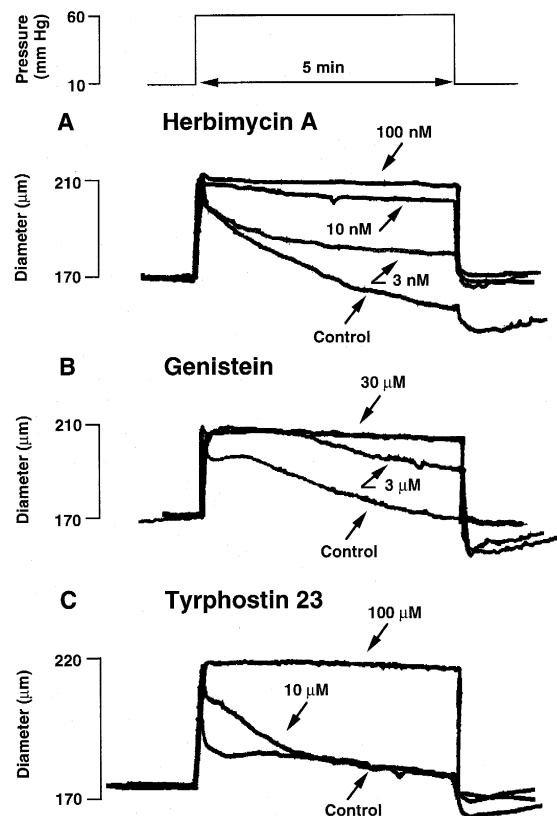 60
Pressure
(mm Hg)
10
5 min
A Herbimycin A
100 nM
210
Diameter (μm)
10 nM
170
3 nM
Control
B Genistein
30 μM
210
Diameter (μm)
3 μM
170
Control
C Tyrphostin 23
100 μM
220
10 μM
Diameter (μm)
170
Control